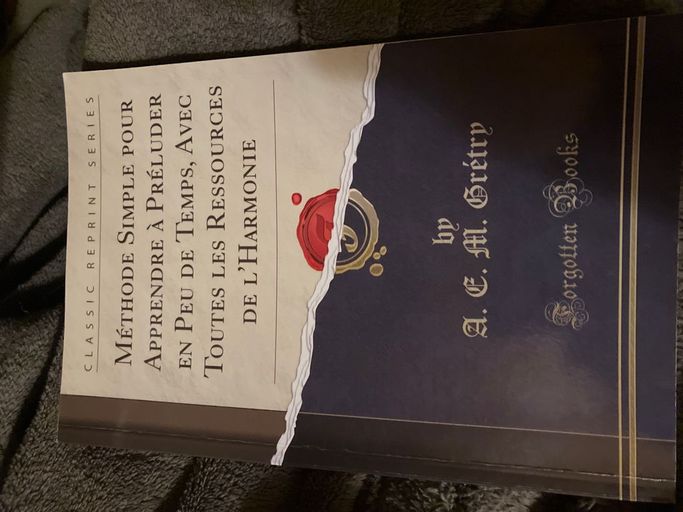 CLASSIC REPRINT SERIES
MÉTHODE SIMPLE POUR
APPRENDRE À PRÉLUDER
EN PEU DE TEMPS, AVEC
TOUTES LES RESSOURCES
DE L'HARMONIE
by
A. E. M. Grétry
Forgotten Books